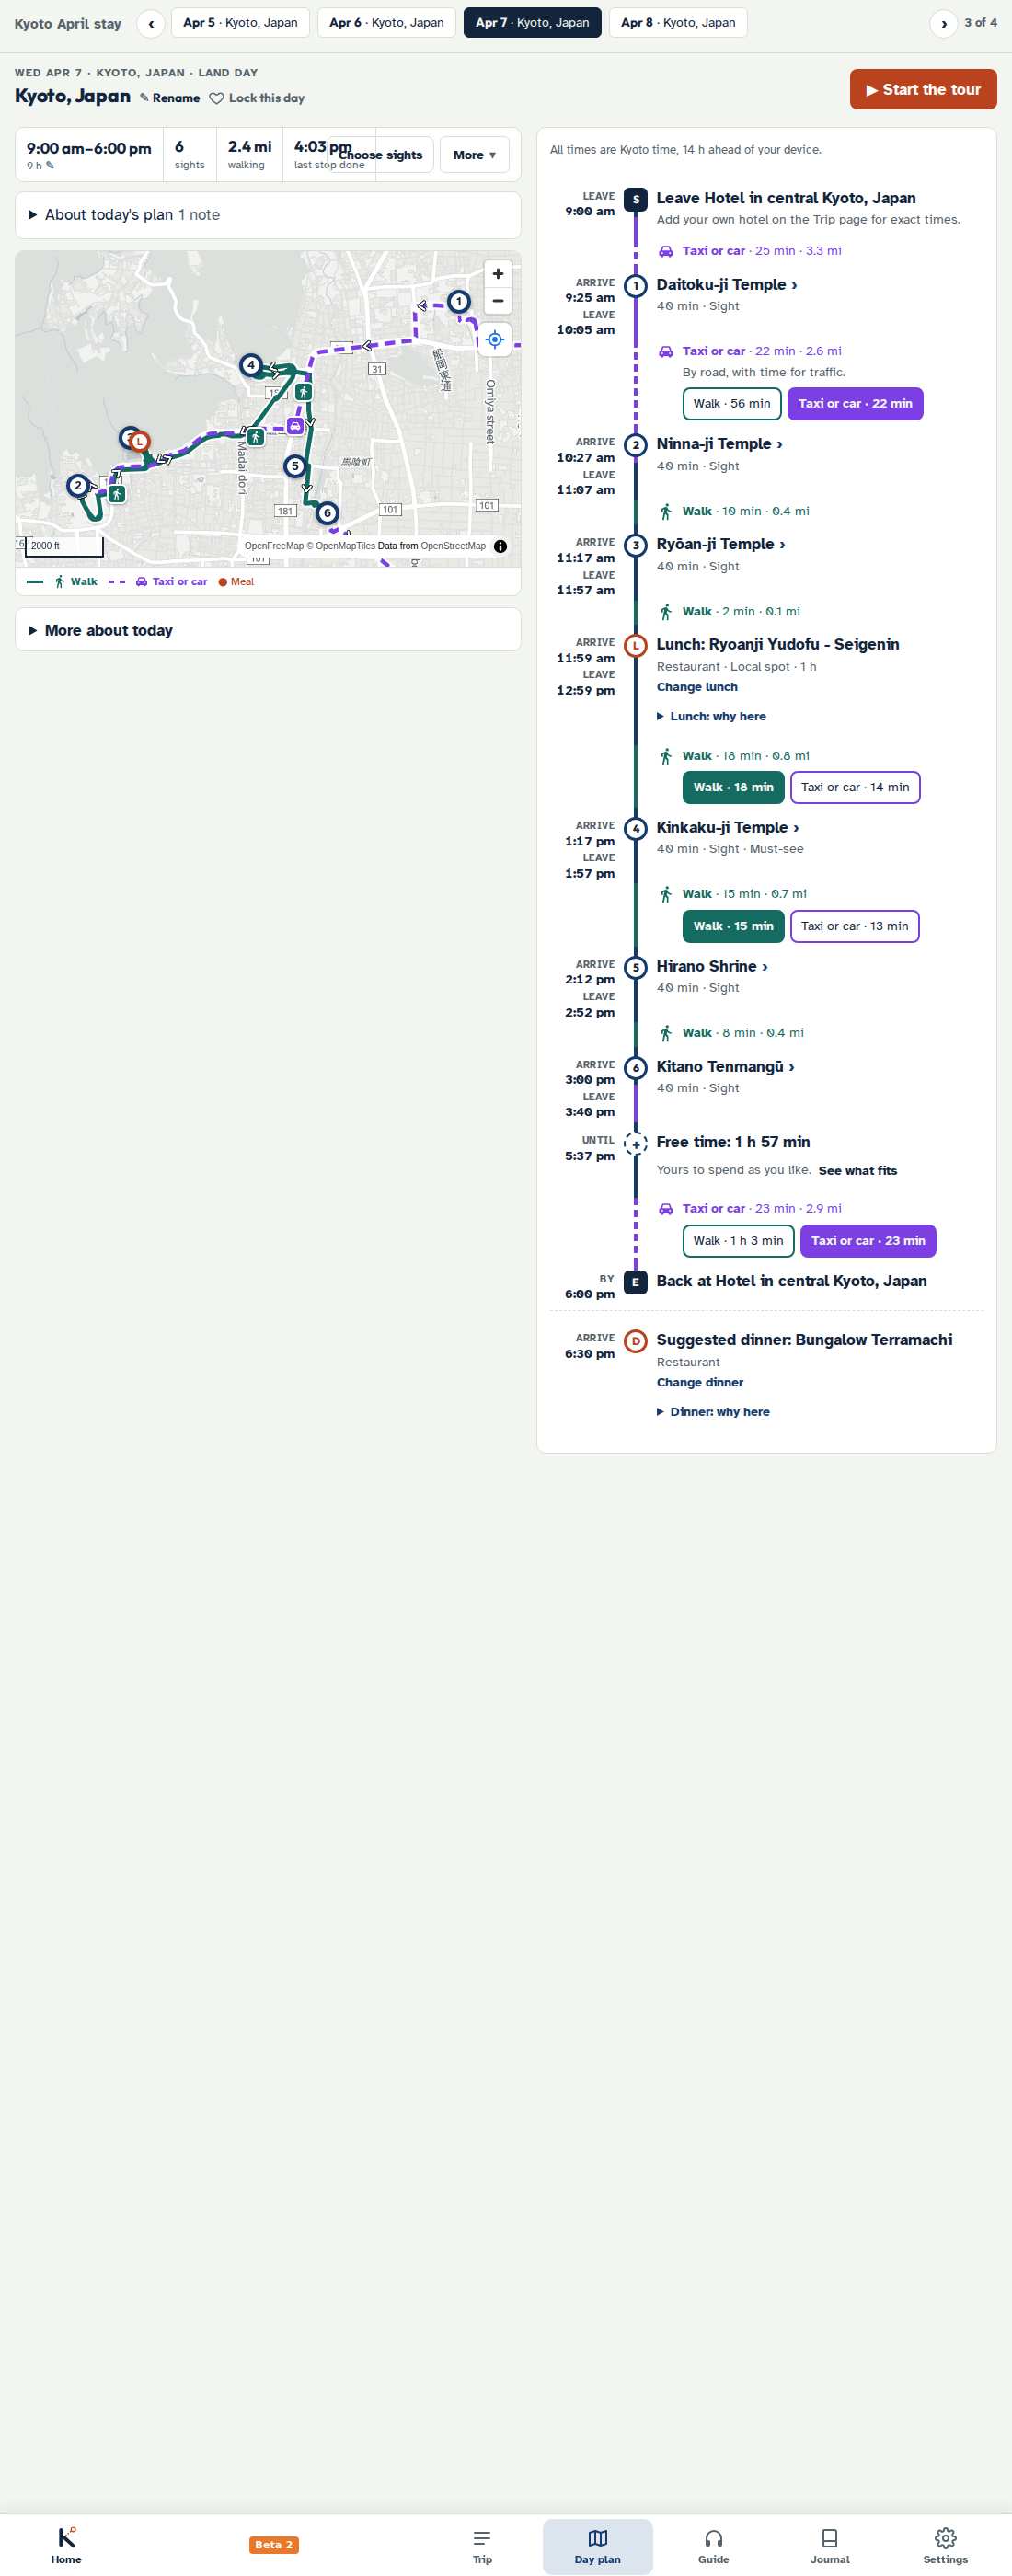 Kyoto April stay
‹
Apr 5 · Kyoto, Japan
Apr 6 · Kyoto, Japan
Apr 7 · Kyoto, Japan
Apr 8 · Kyoto, Japan
›
3 of 4
WED APR 7 · KYOTO, JAPAN · LAND DAY
Kyoto, Japan ✎ Rename Lock this day
▶ Start the tour
9:00 am–6:00 pm
9 h ✎
6
sights
2.4 mi
walking
4:03 pm
last stop done
Choose sights
More ▾
▶ About today's plan 1 note
1
4
31
Omiya street
L
Madai dori
5
馬喰町
2
181
6
101
101
2000 ft
OpenFreeMap © OpenMapTiles Data from OpenStreetMap
Walk Taxi or car Meal
▶ More about today
All times are Kyoto time, 14 h ahead of your device.
LEAVE
9:00 am
S
Leave Hotel in central Kyoto, Japan
Add your own hotel on the Trip page for exact times.
Taxi or car · 25 min · 3.3 mi
ARRIVE
9:25 am
LEAVE
10:05 am
1
Daitoku-ji Temple ›
40 min · Sight
Taxi or car · 22 min · 2.6 mi
By road, with time for traffic.
Walk · 56 min
Taxi or car · 22 min
ARRIVE
10:27 am
LEAVE
11:07 am
2
Ninna-ji Temple ›
40 min · Sight
Walk · 10 min · 0.4 mi
ARRIVE
11:17 am
LEAVE
11:57 am
3
Ryōan-ji Temple ›
40 min · Sight
Walk · 2 min · 0.1 mi
ARRIVE
11:59 am
LEAVE
12:59 pm
L
Lunch: Ryoanji Yudofu - Seigenin
Restaurant · Local spot · 1 h
Change lunch
▶ Lunch: why here
Walk · 18 min · 0.8 mi
Walk · 18 min
Taxi or car · 14 min
ARRIVE
1:17 pm
LEAVE
1:57 pm
4
Kinkaku-ji Temple ›
40 min · Sight · Must-see
Walk · 15 min · 0.7 mi
Walk · 15 min
Taxi or car · 13 min
ARRIVE
2:12 pm
LEAVE
2:52 pm
5
Hirano Shrine ›
40 min · Sight
Walk · 8 min · 0.4 mi
ARRIVE
3:00 pm
LEAVE
3:40 pm
6
Kitano Tenmangū ›
40 min · Sight
UNTIL
5:37 pm
+
Free time: 1 h 57 min
Yours to spend as you like. See what fits
Taxi or car · 23 min · 2.9 mi
Walk · 1 h 3 min
Taxi or car · 23 min
BY
6:00 pm
E
Back at Hotel in central Kyoto, Japan
ARRIVE
6:30 pm
D
Suggested dinner: Bungalow Terramachi
Restaurant
Change dinner
▶ Dinner: why here
Home
Beta 2
Trip
Day plan
Guide
Journal
Settings